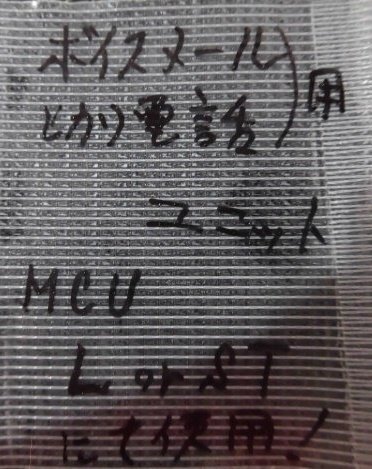 ボイスメール
とかり電話 ) 用
ユニット
MCU
L or ST
にて使用!